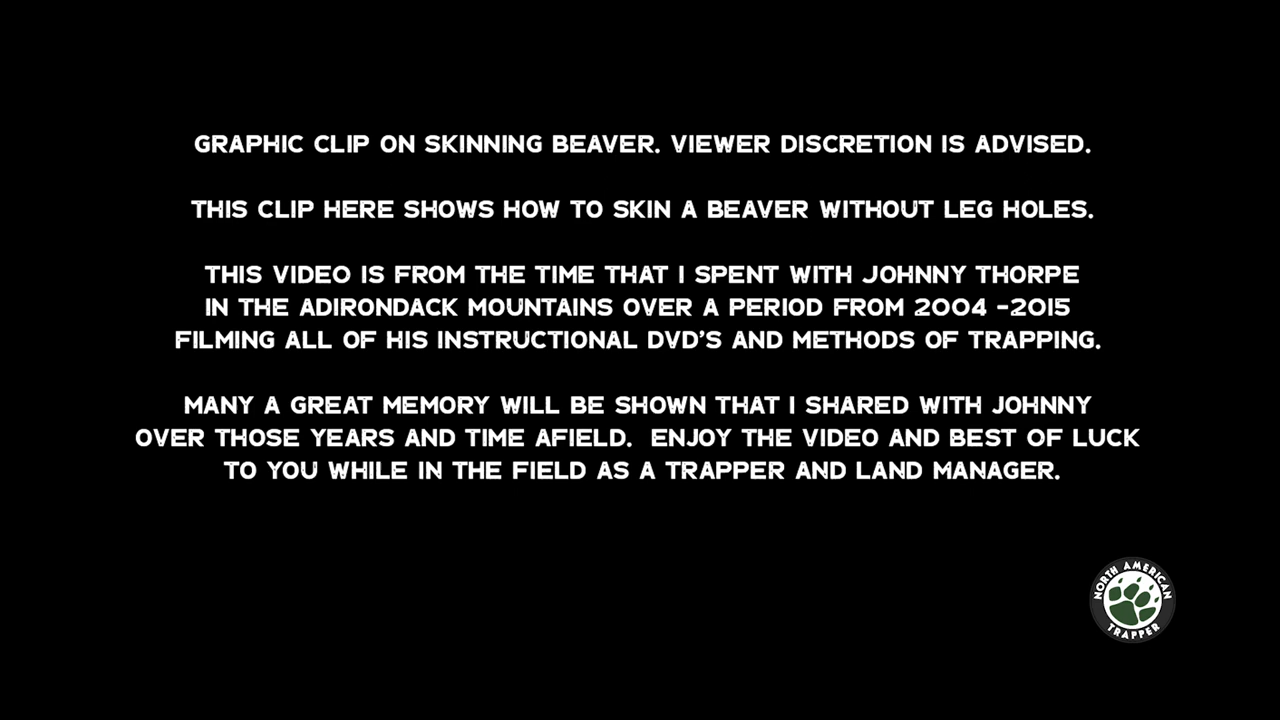 GRAPHIC CLIP ON SKINNING BEAVER. VIEWER DISCRETION IS ADVISED.
THIS CLIP HERE SHOWS HOW TO SKIN A BEAVER WITHOUT LEG HOLES.
THIS VIDEO IS FROM THE TIME THAT I SPENT WITH JOHNNY THORPE
IN THE ADIRONDACK MOUNTAINS OVER A PERIOD FROM 2004 -2015
FILMING ALL OF HIS INSTRUCTIONAL DVD'S AND METHODS OF TRAPPING.
MANY A GREAT MEMORY WILL BE SHOWN THAT I SHARED WITH JOHNNY
OVER THOSE YEARS AND TIME AFIELD. ENJOY THE VIDEO AND BEST OF LUCK
TO YOU WHILE IN THE FIELD AS A TRAPPER AND LAND MANAGER.
NORTH AMERICAN
TRAPPER